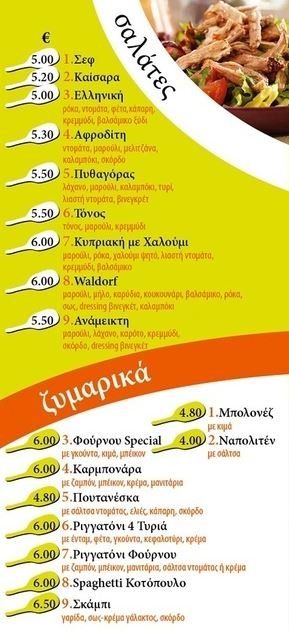 σαλάτες
€
5.00 1.Σεφ
5.20 2.Καίσαρα
5.00 3.Ελληνική
ρόκα, ντομάτα, φέτα,κάπαρη,
κρεμμύδι, βαλσάμικο ξύδι
5.30 4.Αφροδίτη
ντομάτα, μαρούλι, μελιτζάνα,
καλαμπόκι, σκόρδο
5.50 5.Πυθαγόρας
λάχανο, μαρούλι, καλαμπόκι, τυρί,
λιαστή ντομάτα, βινεγκρέτ
5.50 6.Τόνος
τόνος, μαρούλι, κρεμμύδι
6.00 7.Κυπριακή με Χαλούμι
μαρούλι, ρόκα, χαλούμι ψητό, λιαστή ντομάτα,
κρεμμύδι, βαλσάμικο
6.00 8.Waldorf
μαρούλι, μήλο, καρύδια, κουκουνάρι, βαλσάμικο, ρόκα,
σως, dressing βινεγκέτ, καλαμπόκι
5.50 9.Ανάμεικτη
μαρούλι, λάχανο, καρότο, κρεμμύδι,
σκόρδο, dressing βινεγκέτ
ζυμαρικά
4.80 1.Μπολονέζ
με κιμά
4.00 2.Ναπολιτέν
με σάλτσα
6.00 3.Φούρνου Special
με γκούντα, κιμά, μπέικον
6.00 4.Καρμπονάρα
με ζαμπόν, μπέικον, κρέμα, μανιτάρια
4.80 5.Πουτανέσκα
με σάλτσα ντομάτας, ελιές, κάπαρη, σκόρδο
6.00 6.Ριγγατόνι 4 Τυριά
με ένταμ, φέτα, γκούντα, κεφαλοτύρι, κρέμα
6.00 7.Ριγγατόνι Φούρνου
με ζαμπόν, μπέικον, μανιτάρια, σάλτσα ντομάτας ή κρέμα
6.00 8.Spaghetti Κοτόπουλο
6.50 9.Σκάμπι
γαρίδα, σως-κρέμα γάλακτος, σκόρδο